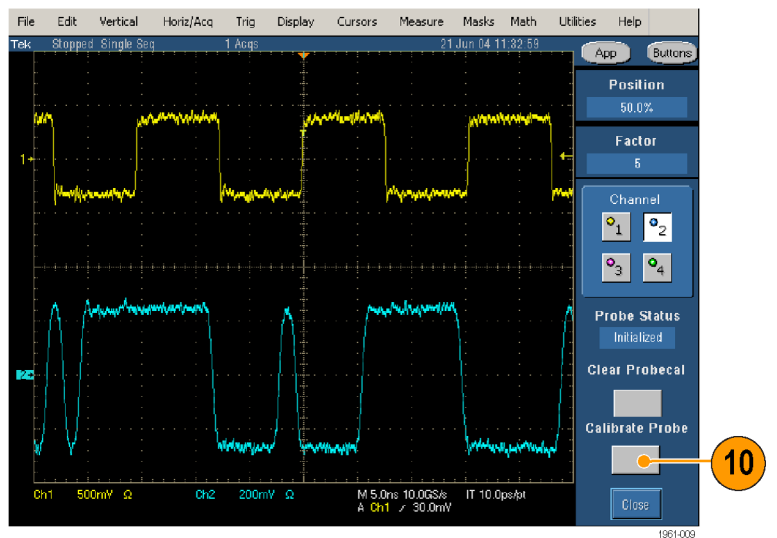 File Edit Vertical Horiz/Acq Trig Display Cursors Measure Masks Math Utilities Help
Tek Stopped Single Seq 1 Acqs 21 Jun 04 11:32:59
App Buttons
Position
50.0%
Factor
5
Channel
1 2
3 4
Probe Status
Initialized
Clear Probecal
Calibrate Probe
Close
1
2
Ch1 500mV Ω Ch2 200mV Ω M 5.0ns 10.0GS/s IT 10.0ps/pt
A Ch1 ∕ 30.0mV
10
1961-009